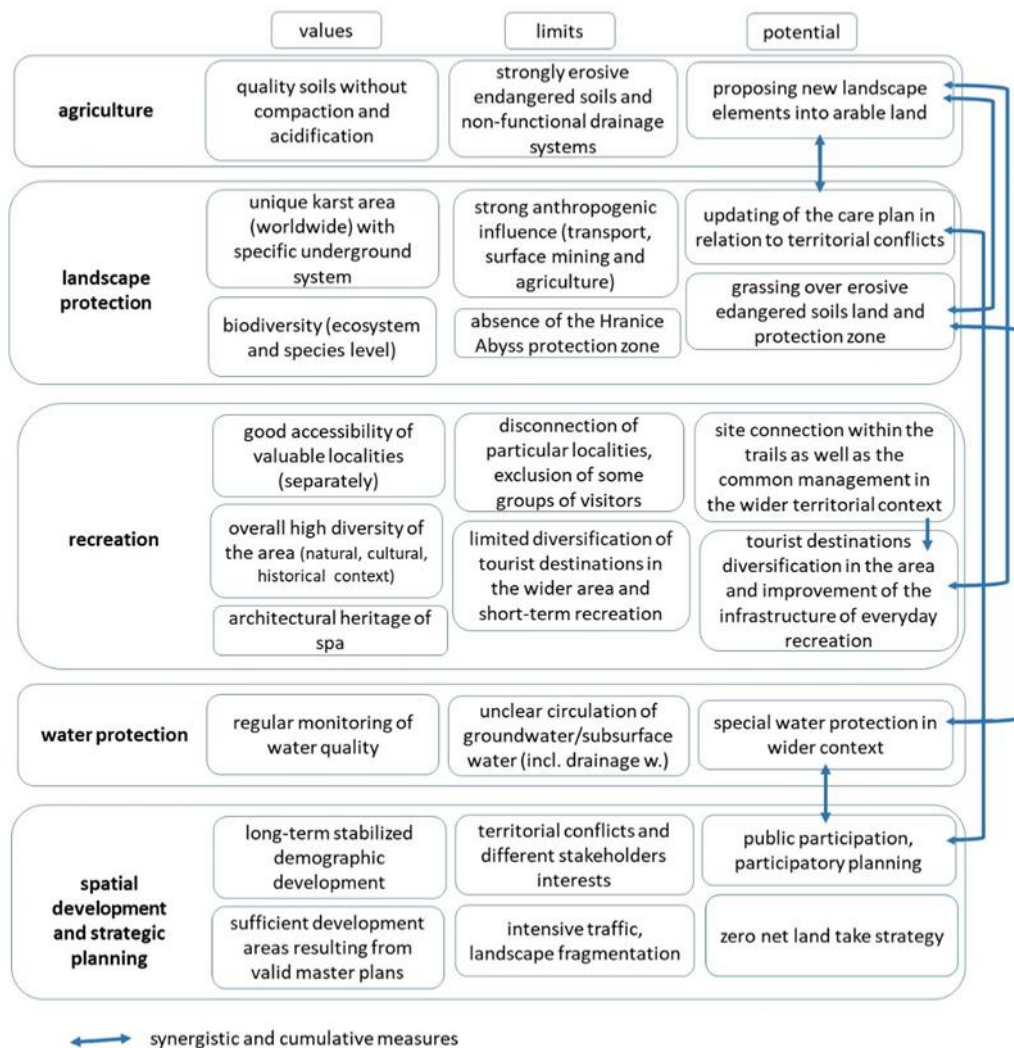 values
limits
potential
agriculture
quality soils without
compaction and
acidification
strongly erosive
endangered soils and
non-functional drainage
systems
proposing new landscape
elements into arable land
landscape
protection
unique karst area
(worldwide) with
specific underground
system
strong anthropogenic
influence (transport,
surface mining and
agriculture)
updating of the care plan in
relation to territorial conflicts
biodiversity (ecosystem
and species level)
absence of the Hranice
Abyss protection zone
grassing over erosive
edangered soils land and
protection zone
recreation
good accessibility of
valuable localities
(separately)
disconnection of
particular localities,
exclusion of some
groups of visitors
site connection within the
trails as well as the
common management in
the wider territorial context
overall high diversity of
the area (natural, cultural,
historical context)
limited diversification of
tourist destinations in
the wider area and
short-term recreation
tourist destinations
diversification in the area
and improvement of the
infrastructure of everyday
recreation
architectural heritage of
spa
water protection
regular monitoring of
water quality
unclear circulation of
groundwater/subsurface
water (incl. drainage w.)
special water protection in
wider context
spatial
development
and strategic
planning
long-term stabilized
demographic
development
territorial conflicts and
different stakeholders
interests
public participation,
participatory planning
sufficient development
areas resulting from
valid master plans
intensive traffic,
landscape fragmentation
zero net land take strategy
synergistic and cumulative measures